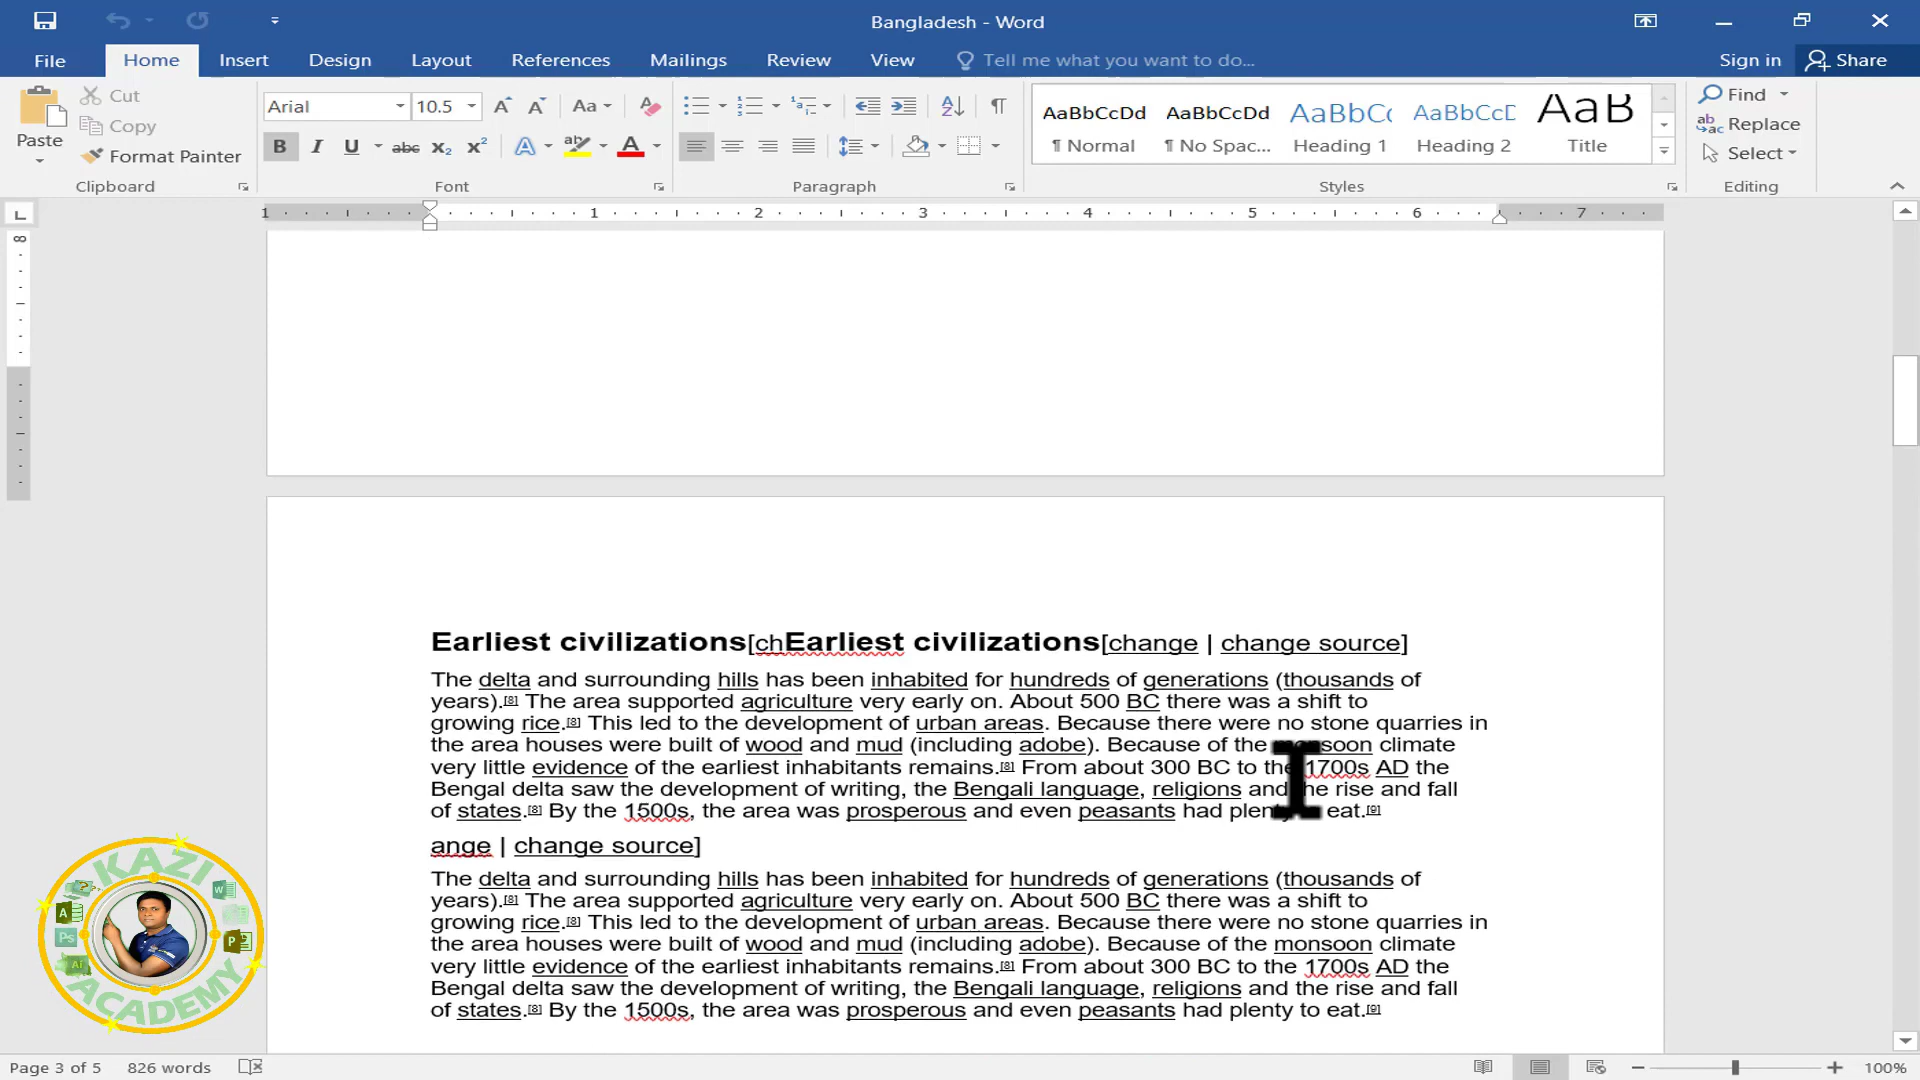 Bangladesh - Word
File Home Insert Design Layout References Mailings Review View Tell me what you want to do... Sign in Share
Paste Cut Copy Format Painter
Clipboard
Arial 10.5 Aa
B I U abc X₂ X² A aby A
Font
Paragraph
AaBbCcDd AaBbCcDd AaBbCc AaBbCcD AaB
¶ Normal ¶ No Spac... Heading 1 Heading 2 Title
Styles
Find
Replace
Select
Editing
1 1 2 3 4 5 6 7
8
Earliest civilizations[chEarliest civilizations[change | change source]
The delta and surrounding hills has been inhabited for hundreds of generations (thousands of
years).[8] The area supported agriculture very early on. About 500 BC there was a shift to
growing rice.[8] This led to the development of urban areas. Because there were no stone quarries in
the area houses were built of wood and mud (including adobe). Because of the monsoon climate
very little evidence of the earliest inhabitants remains.[8] From about 300 BC to the 1700s AD the
Bengal delta saw the development of writing, the Bengali language, religions and the rise and fall
of states.[8] By the 1500s, the area was prosperous and even peasants had plenty to eat.[9]
ange | change source]
The delta and surrounding hills has been inhabited for hundreds of generations (thousands of
years).[8] The area supported agriculture very early on. About 500 BC there was a shift to
growing rice.[8] This led to the development of urban areas. Because there were no stone quarries in
the area houses were built of wood and mud (including adobe). Because of the monsoon climate
very little evidence of the earliest inhabitants remains.[8] From about 300 BC to the 1700s AD the
Bengal delta saw the development of writing, the Bengali language, religions and the rise and fall
of states.[8] By the 1500s, the area was prosperous and even peasants had plenty to eat.[9]
KAZI
ACADEMY
Page 3 of 5 826 words 100%